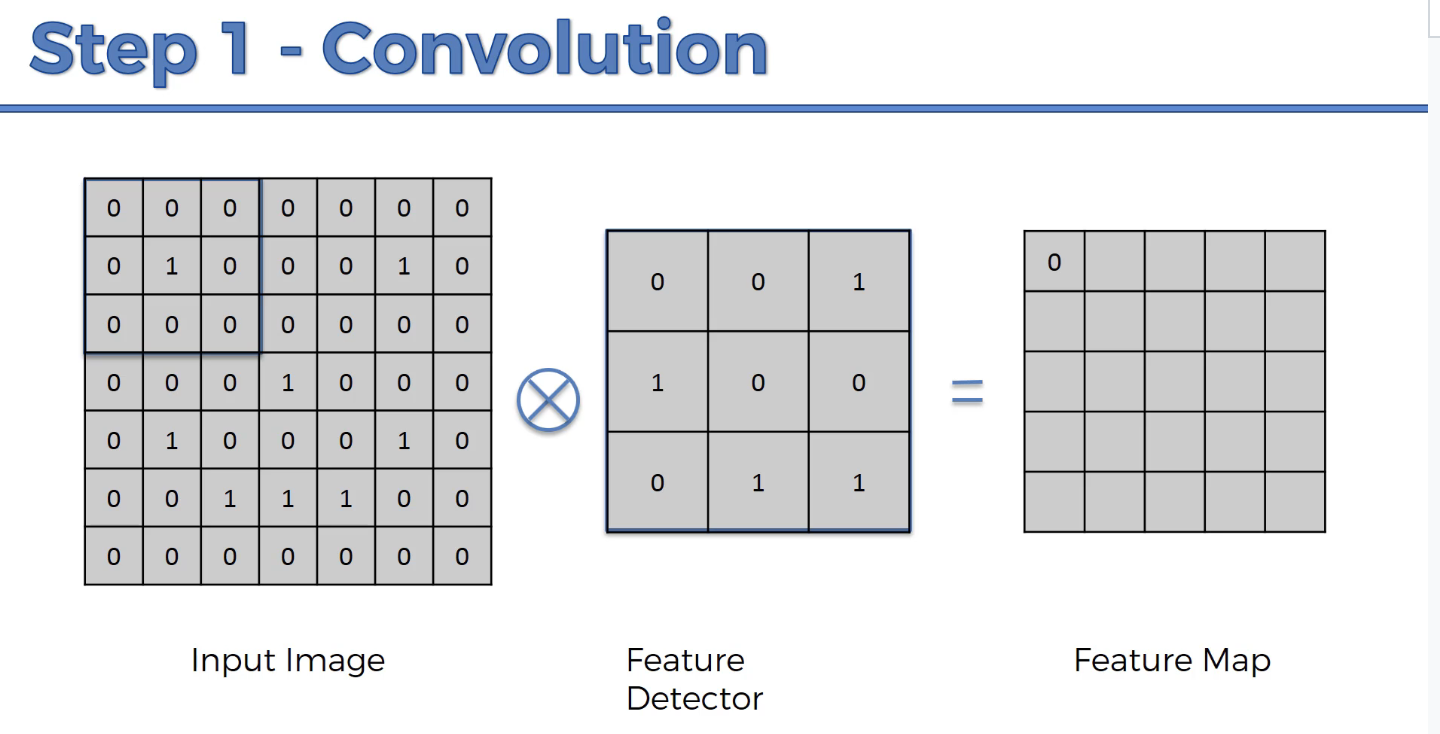 Step 1 - Convolution
0 0 0 0 0 0 0
0 1 0 0 0 1 0
0 0 0 0 0 0 0
0 0 0 1 0 0 0
0 1 0 0 0 1 0
0 0 1 1 1 0 0
0 0 0 0 0 0 0
0 0 1
1 0 0
0 1 1
=
0
Input Image
Feature
Detector
Feature Map